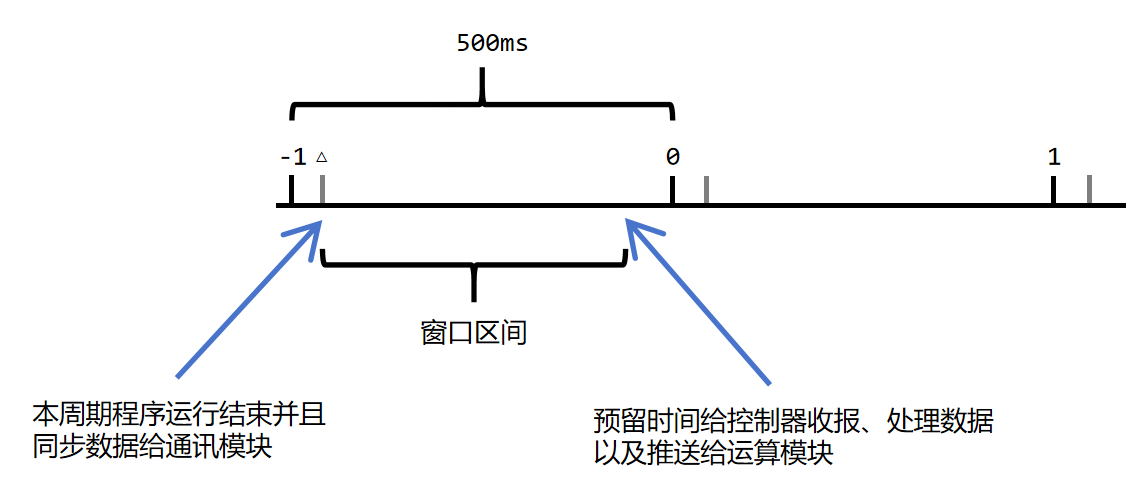 500ms
-1 △ 0 1
窗口区间
本周期程序运行结束并且
同步数据给通讯模块
预留时间给控制器收报、处理数据
以及推送给运算模块